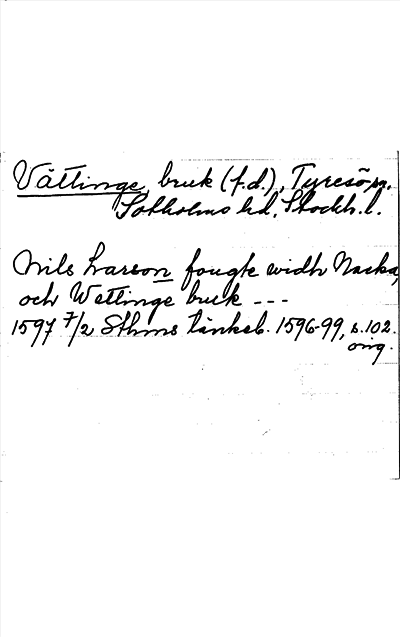 Vättinge, bruk (f.d.), Tyresö sn.
Sotholms hd, Stockh. l.
Nils Larson fougte widh Nacka,
och Wettinge bruk ---
1597 7/2 Sthms tänkeb. 1596-99, s. 102.
orig.